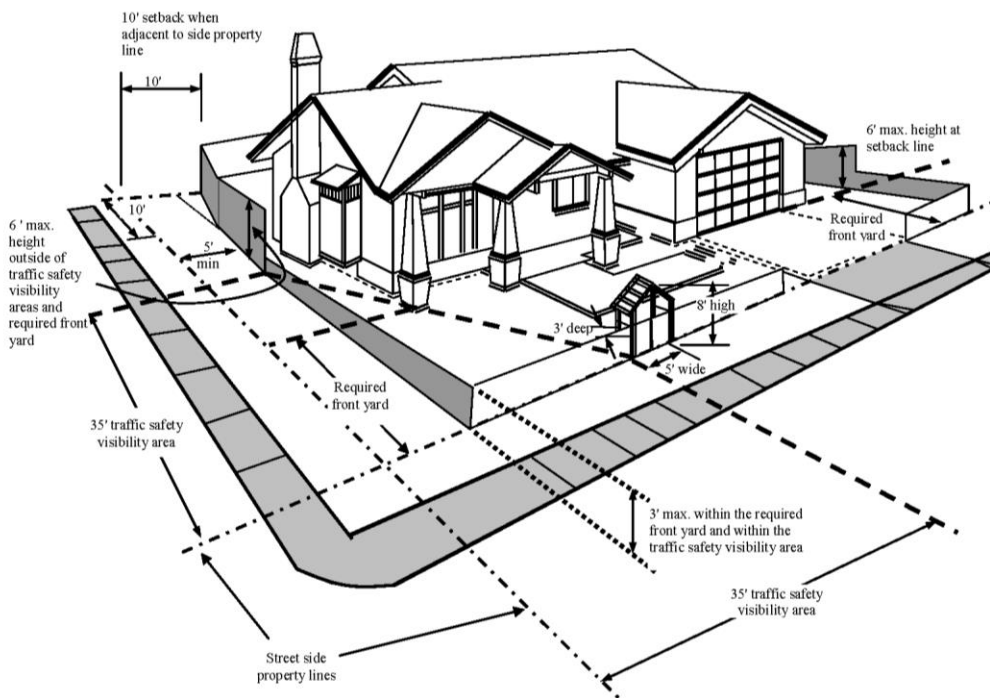 10' setback when
adjacent to side property
line
10'
6' max.
height at
setback line
10'
6 ' max.
height
outside of
traffic safety
visibility
areas and
required front
yard
5'
min
Required
front yard
8' high
3' deep
5' wide
Required
front yard
35' traffic safety
visibility area
3' max. within the required
front yard and within the
traffic safety visibility area
35' traffic safety
visibility area
Street side
property lines